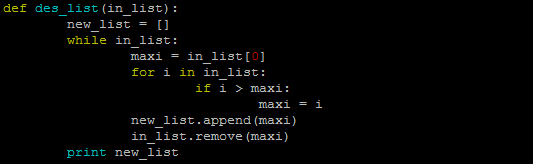 def des_list(in_list):
        new_list = []
        while in_list:
                maxi = in_list[0]
                for i in in_list:
                        if i > maxi:
                                maxi = i
                new_list.append(maxi)
                in_list.remove(maxi)
        print new_list